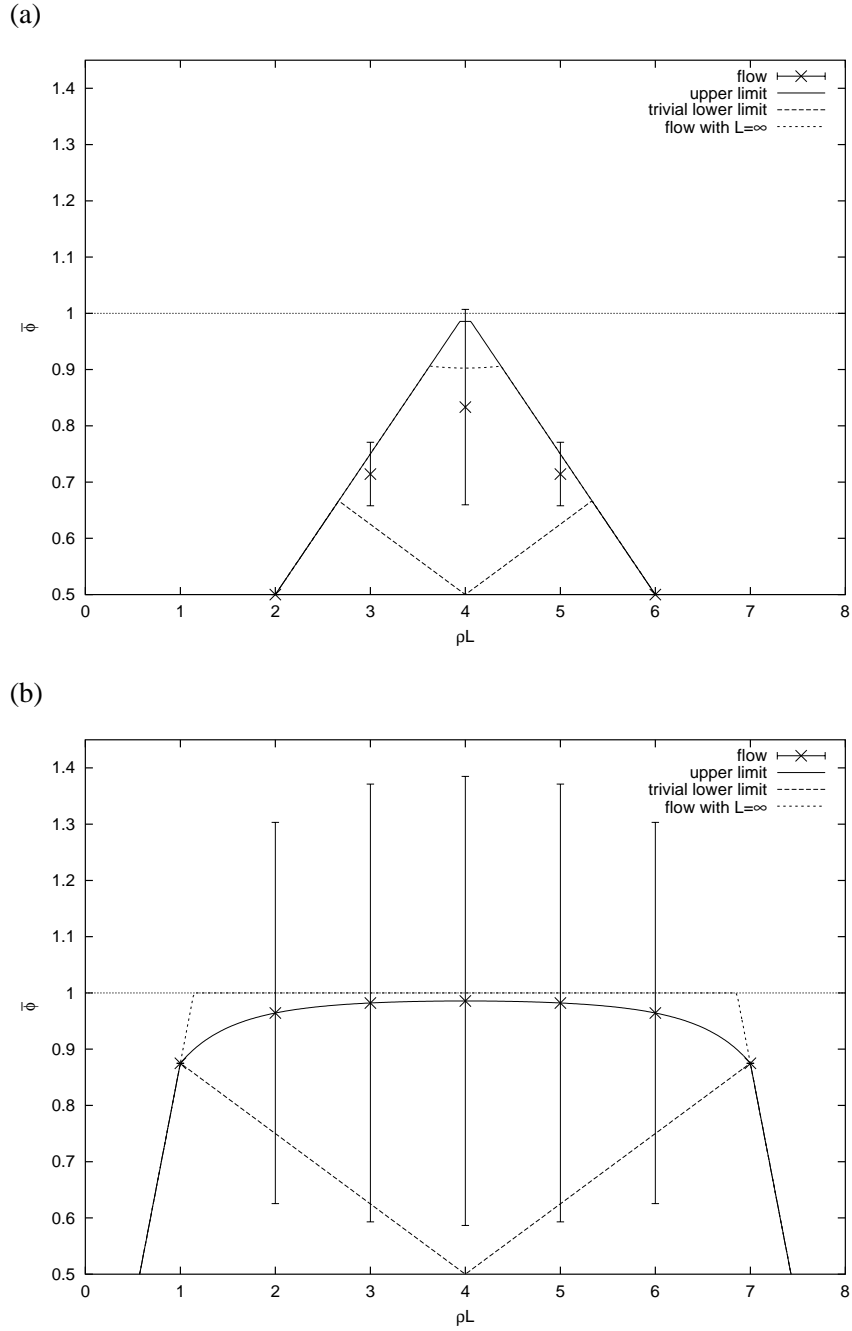 (a)
1.4
1.3
1.2
1.1
1
0.9
0.8
0.7
0.6
0.5
0 1 2 3 4 5 6 7 8
ρL
ϕ̅
flow
upper limit
trivial lower limit
flow with L=∞
(b)
1.4
1.3
1.2
1.1
1
0.9
0.8
0.7
0.6
0.5
0 1 2 3 4 5 6 7 8
ρL
ϕ̅
flow
upper limit
trivial lower limit
flow with L=∞